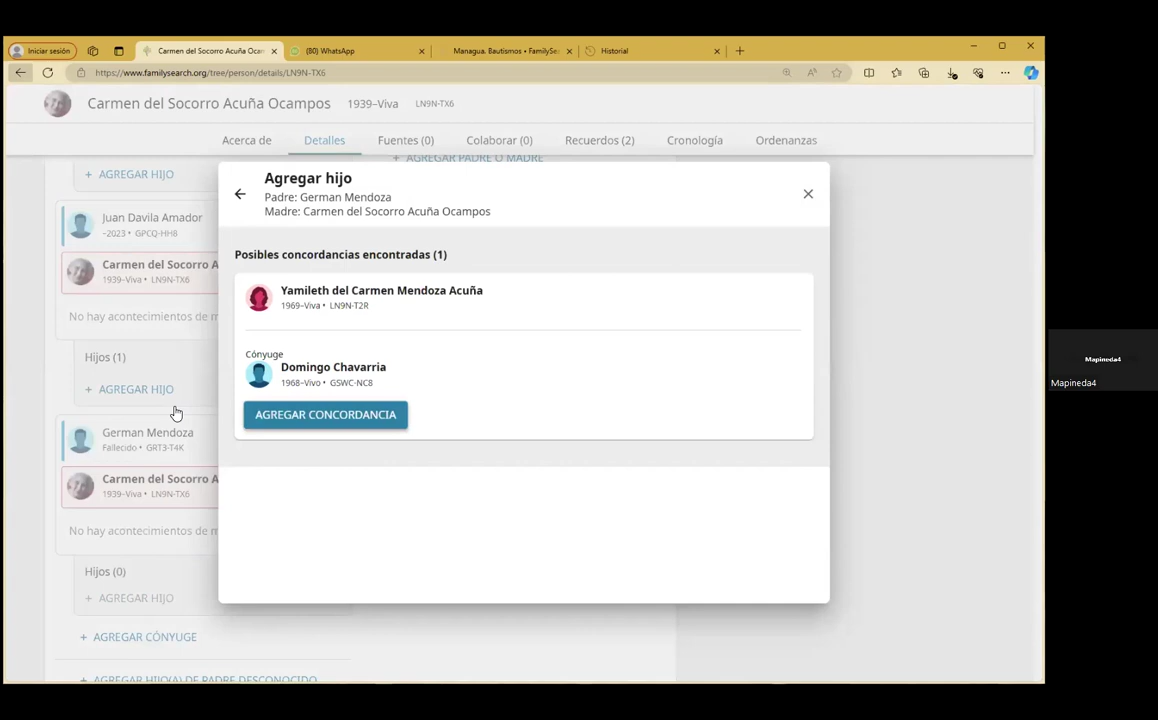 Iniciar sesión
Carmen del Socorro Acuña Ocam
(80) WhatsApp
Managua. Bautismos • FamilySe
Historial
https://www.familysearch.org/tree/person/details/LN9N-TX6
Carmen del Socorro Acuña Ocampos
1939–Viva
LN9N-TX6
Acerca de
Detalles
Fuentes (0)
Colaborar (0)
Recuerdos (2)
Cronología
Ordenanzas
+ AGREGAR PADRE O MADRE
+ AGREGAR HIJO
Juan Davila Amador
–2023 • GPCQ-HH8
Carmen del Socorro A
1939–Viva • LN9N-TX6
No hay acontecimientos de m
Hijos (1)
+ AGREGAR HIJO
German Mendoza
Fallecido • GRT3-T4K
Carmen del Socorro A
1939–Viva • LN9N-TX6
No hay acontecimientos de m
Hijos (0)
+ AGREGAR HIJO
+ AGREGAR CÓNYUGE
+ AGREGAR HIJO(A) DE PADRE DESCONOCIDO
Agregar hijo
Padre: German Mendoza
Madre: Carmen del Socorro Acuña Ocampos
Posibles concordancias encontradas (1)
Yamileth del Carmen Mendoza Acuña
1969–Viva • LN9N-T2R
Cónyuge
Domingo Chavarria
1968–Vivo • GSWC-NC8
AGREGAR CONCORDANCIA
Mapineda4
Mapineda4